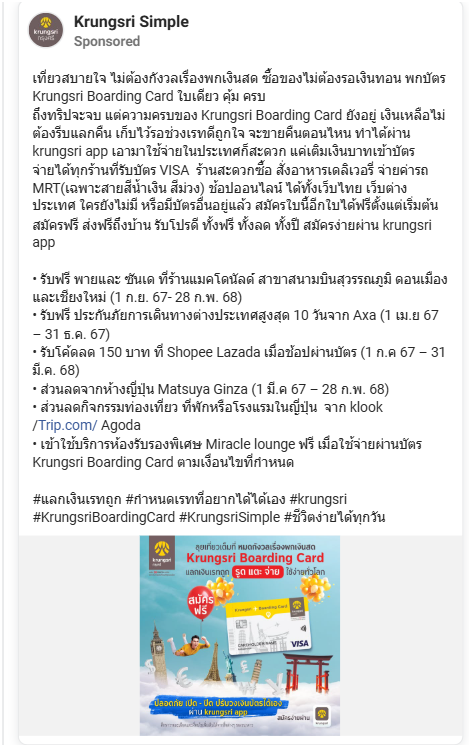 Krungsri Simple
Sponsored
krungsri
กรุงศรี
เที่ยวสบายใจ ไม่ต้องกังวลเรื่องพกเงินสด ซื้อของไม่ต้องรอเงินทอน พกบัตร
Krungsri Boarding Card ใบเดียว คุ้ม ครบ
ถึงทริปจะจบ แต่ความครบของ Krungsri Boarding Card ยังอยู่ เงินเหลือไม่
ต้องรีบแลกคืน เก็บไว้รอช่วงเรทดีถูกใจ จะขายคืนตอนไหน ทำได้ผ่าน
krungsri app เอามาใช้จ่ายในประเทศก็สะดวก แค่เติมเงินบาทเข้าบัตร
จ่ายได้ทุกร้านที่รับบัตร VISA ร้านสะดวกซื้อ สั่งอาหารเดลิเวอรี่ จ่ายค่ารถ
MRT(เฉพาะสายสีน้ำเงิน สีม่วง) ช้อปออนไลน์ ได้ทั้งเว็บไทย เว็บต่าง
ประเทศ ใครยังไม่มี หรือมีบัตรอื่นอยู่แล้ว สมัครใบนี้อีกใบได้ฟรีตั้งแต่เริ่มต้น
สมัครฟรี ส่งฟรีถึงบ้าน รับโปรดี ทั้งฟรี ทั้งลด ทั้งปี สมัครง่ายผ่าน krungsri
app
• รับฟรี พายและ ซันเด ที่ร้านแมคโดนัลด์ สาขาสนามบินสุวรรณภูมิ ดอนเมือง
และเชียงใหม่ (1 ก.ย. 67- 28 ก.พ. 68)
• รับฟรี ประกันภัยการเดินทางต่างประเทศสูงสุด 10 วันจาก Axa (1 เม.ย 67
– 31 ธ.ค. 67)
• รับโค้ดลด 150 บาท ที่ Shopee Lazada เมื่อช้อปผ่านบัตร (1 ก.ค 67 – 31
มี.ค. 68)
• ส่วนลดจากห้างญี่ปุ่น Matsuya Ginza (1 มี.ค 67 – 28 ก.พ. 68)
• ส่วนลดกิจกรรมท่องเที่ยว ที่พักหรือโรงแรมในญี่ปุ่น จาก klook
/Trip.com/ Agoda
• เข้าใช้บริการห้องรับรองพิเศษ Miracle lounge ฟรี เมื่อใช้จ่ายผ่านบัตร
Krungsri Boarding Card ตามเงื่อนไขที่กำหนด
#แลกเงินเรทถูก #กำหนดเรทที่อยากได้ได้เอง #krungsri
#KrungsriBoardingCard #KrungsriSimple #ชีวิตง่ายได้ทุกวัน
ลุยเที่ยวเต็มที่ หมดกังวลเรื่องพกเงินสด
Krungsri Boarding Card
แลกเงินเรทถูก รูด แตะ จ่าย ใช้ง่ายทั่วโลก
สมัคร
ฟรี
Krungsri Boarding Card
CARDHOLDER NAME
VISA
ปลอดภัย เปิด - ปิด ปรับวงเงินบัตรได้เอง
ผ่าน krungsri app
สมัครง่ายผ่าน
krungsri